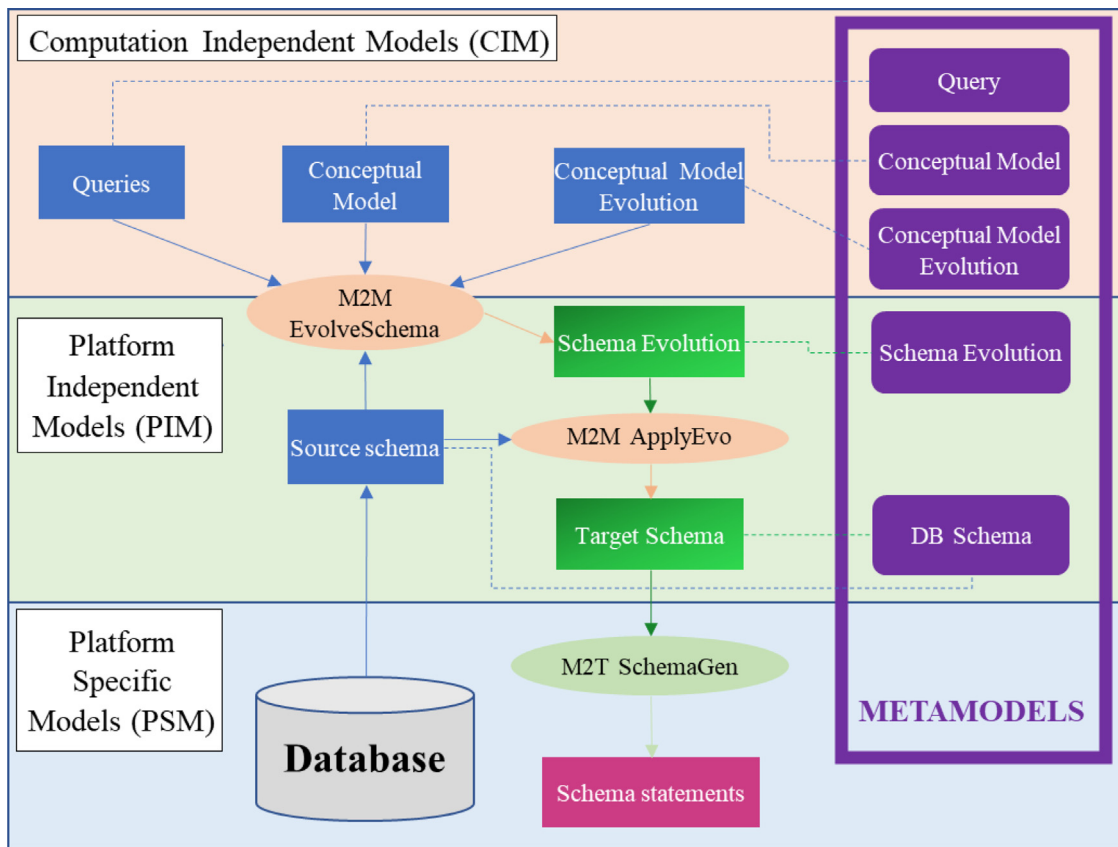 Computation Independent Models (CIM)
Query
Queries
Conceptual
Model
Conceptual Model
Evolution
Conceptual Model
Conceptual Model
Evolution
M2M
EvolveSchema
Platform
Independent
Models (PIM)
Schema Evolution
Schema Evolution
Source schema
M2M ApplyEvo
Target Schema
DB Schema
Platform
Specific
Models (PSM)
M2T SchemaGen
METAMODELS
Database
Schema statements